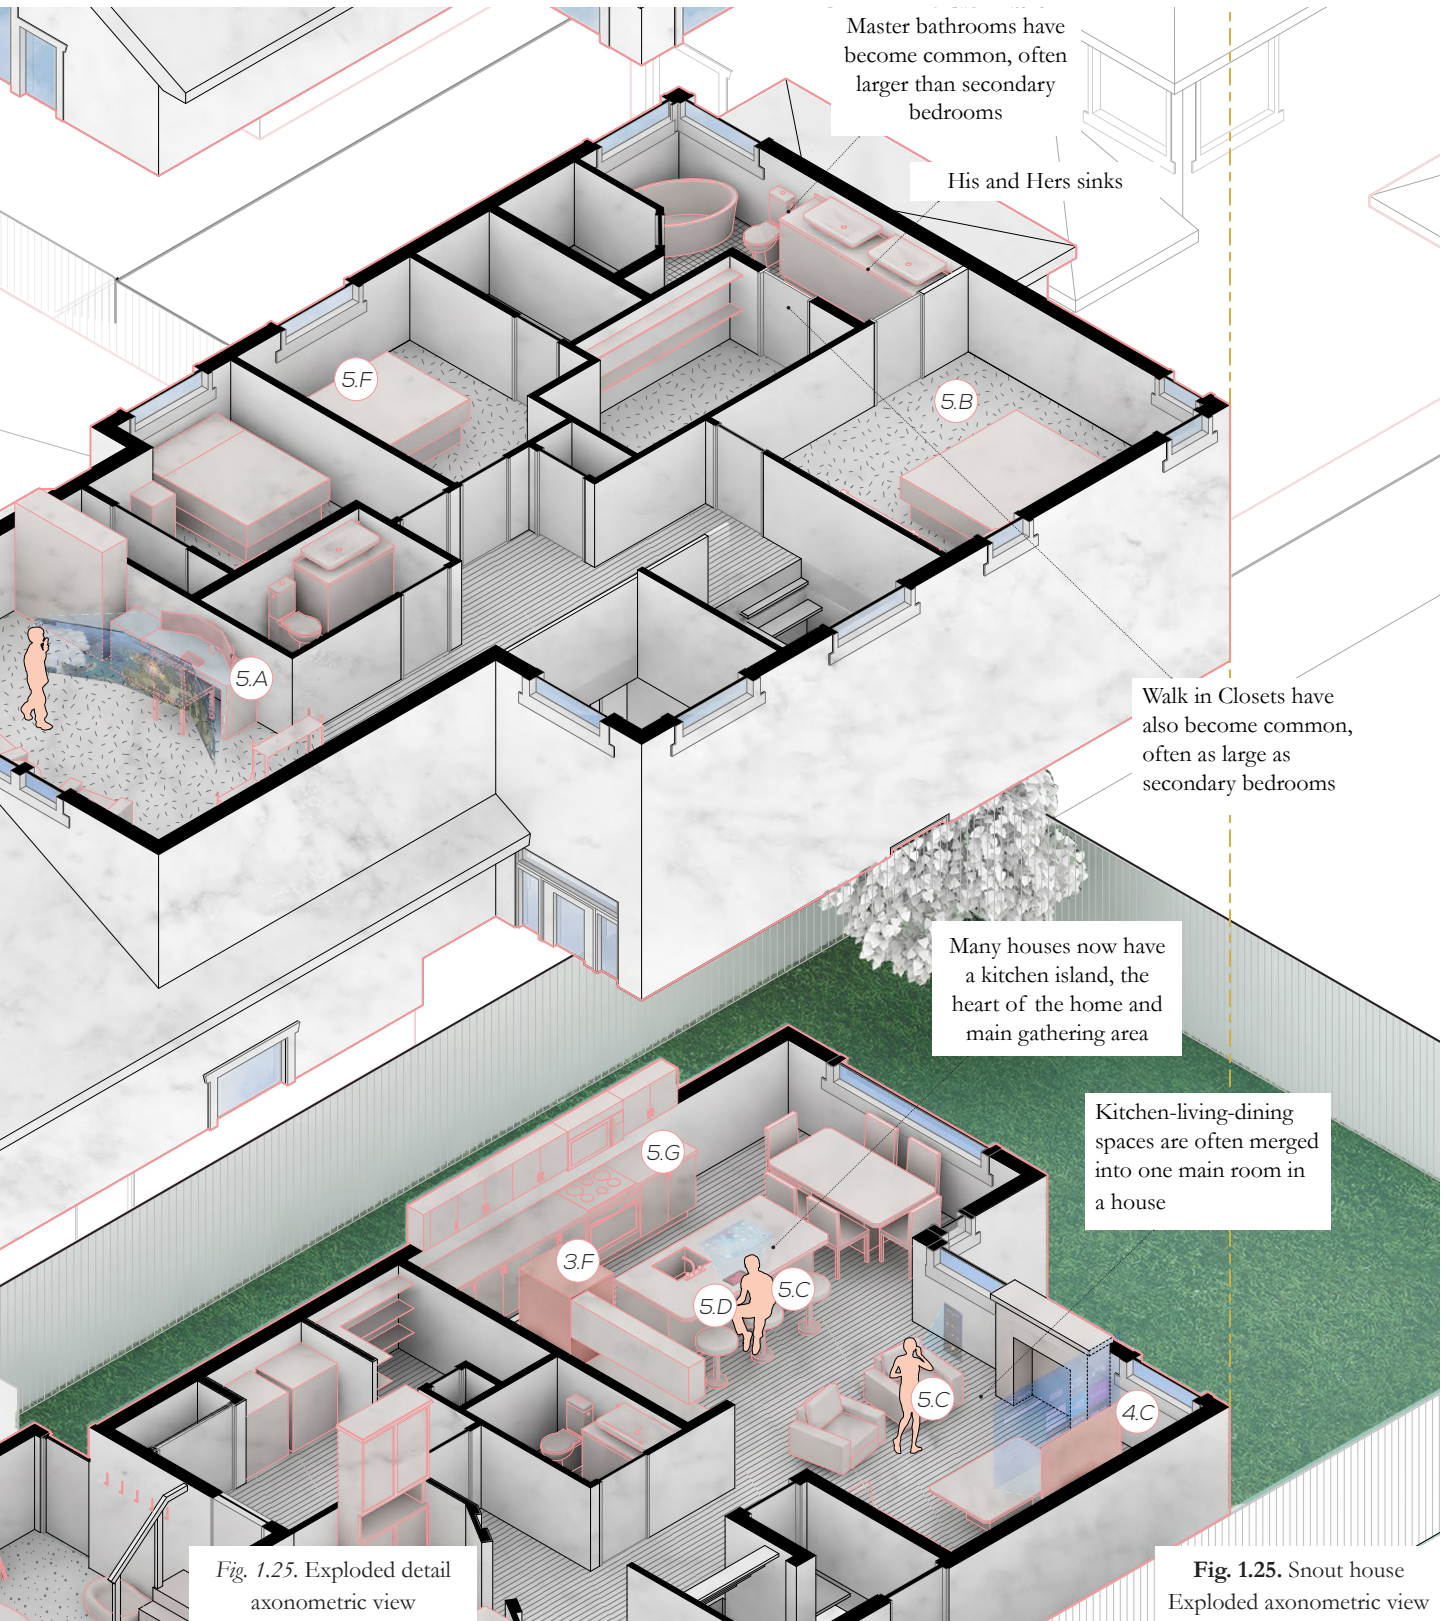 Master bathrooms have
become common, often
larger than secondary
bedrooms
His and Hers sinks
5.F
5.B
5.A
Walk in Closets have
also become common,
often as large as
secondary bedrooms
Many houses now have
a kitchen island, the
heart of the home and
main gathering area
Kitchen-living-dining
spaces are often merged
into one main room in
a house
5.G
3.F
5.D
5.C
5.C
4.C
Fig. 1.25. Exploded detail
axonometric view
Fig. 1.25. Snout house
Exploded axonometric view